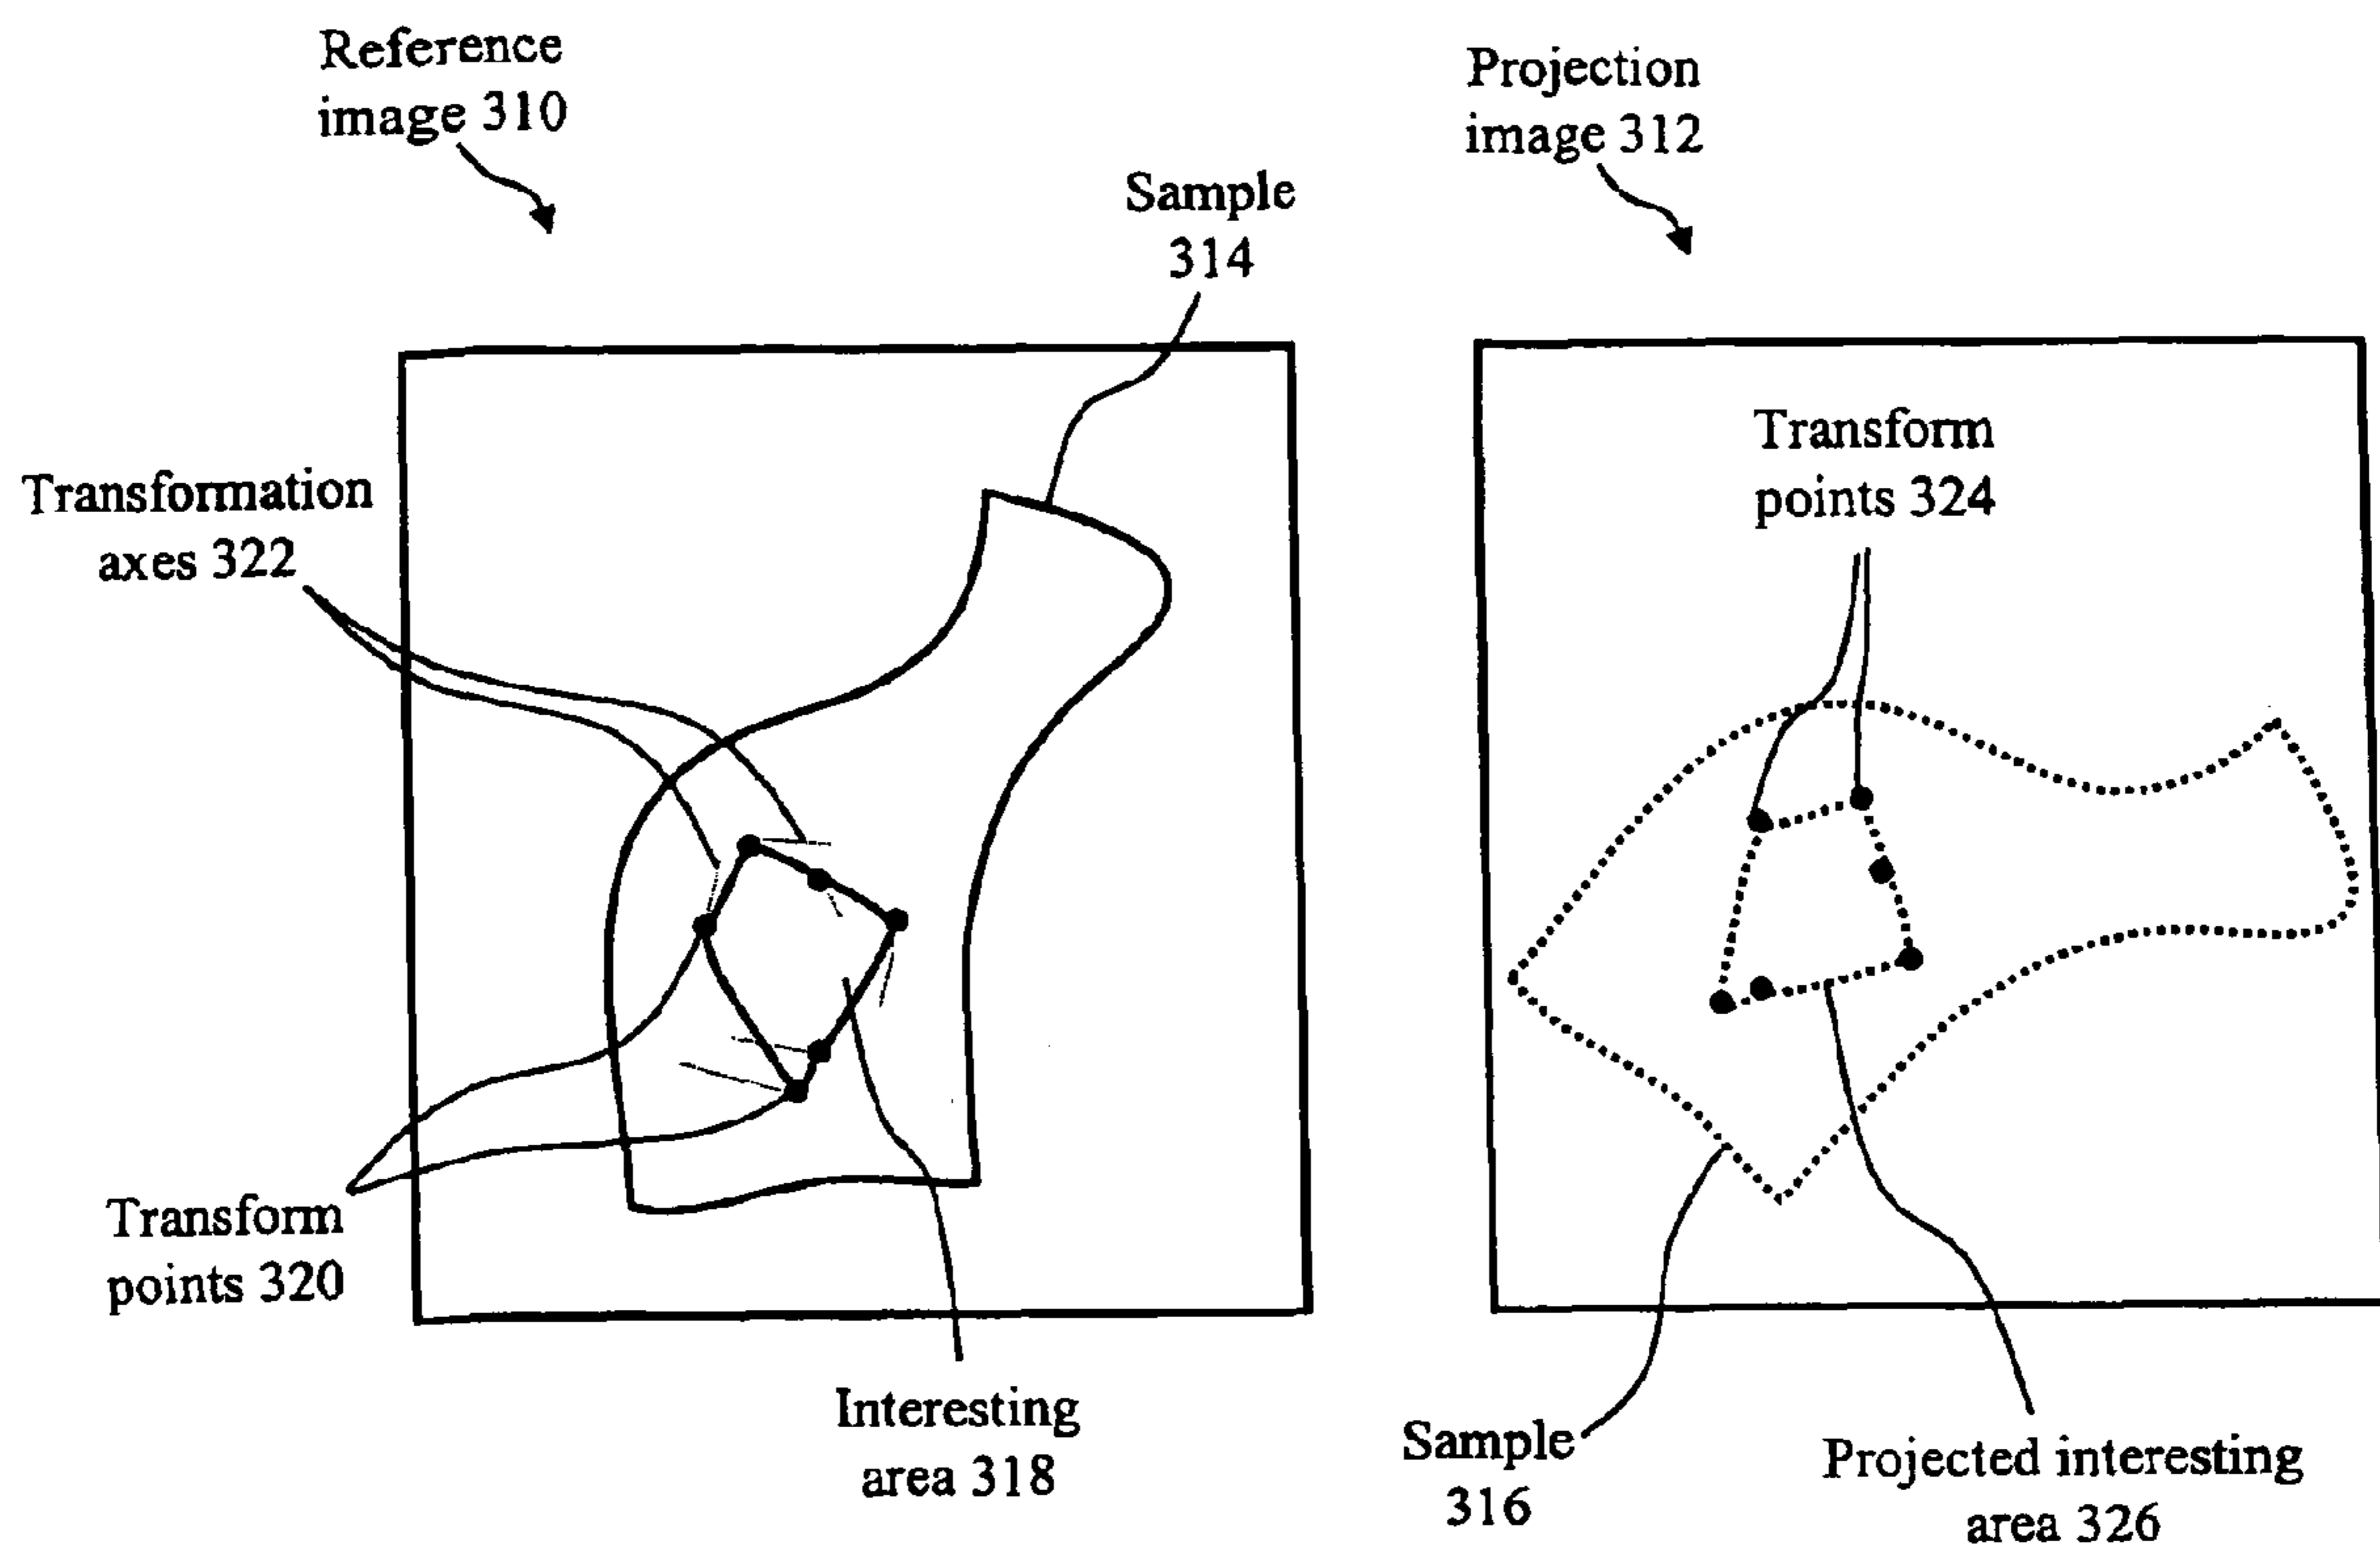 Reference
image 310
Projection
image 312
Sample
314
Transformation
axes 322
Transform
points 324
Transform
points 320
Interesting
area 318
Sample
316
Projected interesting
area 326